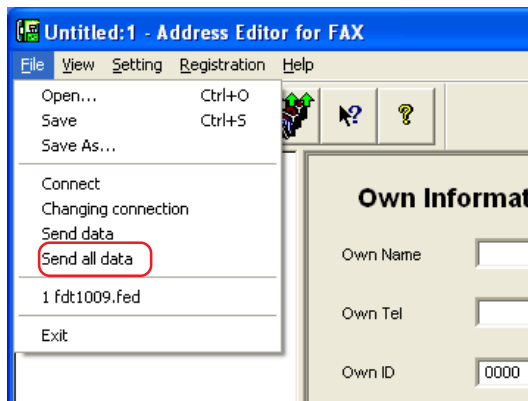 Untitled:1 - Address Editor for FAX
File View Setting Registration Help
Open... Ctrl+O
Save Ctrl+S
Save As...
Connect
Changing connection
Send data
Send all data
1 fdt1009.fed
Exit
Own Informat
Own Name
Own Tel
Own ID 0000